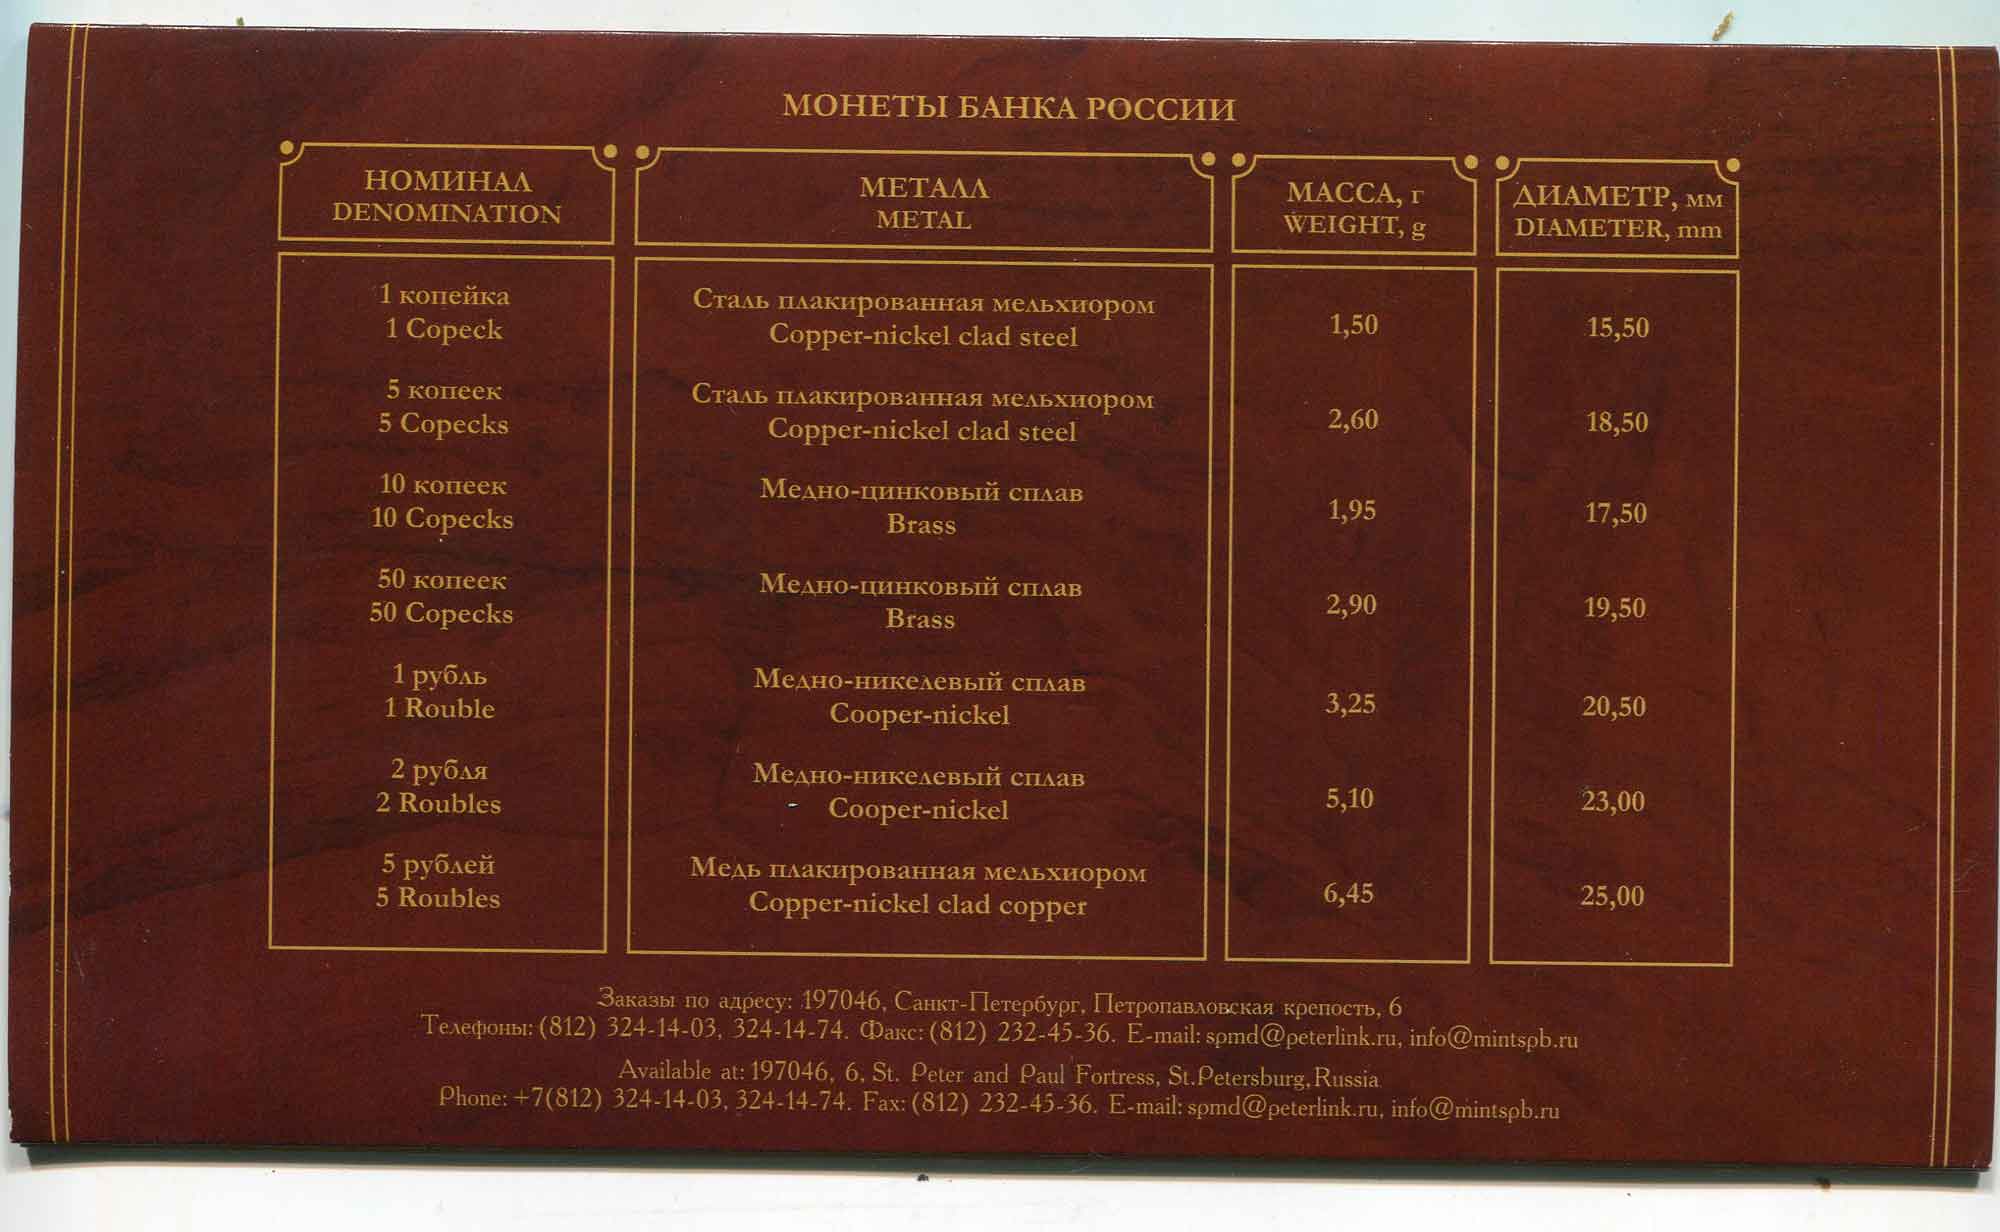 МОНЕТЫ БАНКА РОССИИ
НОМИНАЛ
DENOMINATION
МЕТАЛЛ
METAL
МАССА, г
WEIGHT, g
ДИАМЕТР, мм
DIAMETER, mm
1 копейка
1 Copeck
Сталь плакированная мельхиором
Copper-nickel clad steel
1,50
15,50
5 копеек
5 Copecks
Сталь плакированная мельхиором
Copper-nickel clad steel
2,60
18,50
10 копеек
10 Copecks
Медно-цинковый сплав
Brass
1,95
17,50
50 копеек
50 Copecks
Медно-цинковый сплав
Brass
2,90
19,50
1 рубль
1 Rouble
Медно-никелевый сплав
Cooper-nickel
3,25
20,50
2 рубля
2 Roubles
Медно-никелевый сплав
Cooper-nickel
5,10
23,00
5 рублей
5 Roubles
Медь плакированная мельхиором
Copper-nickel clad copper
6,45
25,00
Заказы по адресу: 197046, Санкт-Петербург, Петропавловская крепость, 6
Телефоны: (812) 324-14-03, 324-14-74. Факс: (812) 232-45-36. E-mail: spmd@peterlink.ru, info@mintspb.ru
Available at: 197046, 6, St. Peter and Paul Fortress, St.Petersburg, Russia
Phone: +7(812) 324-14-03, 324-14-74. Fax: (812) 232-45-36. E-mail: spmd@peterlink.ru, info@mintspb.ru